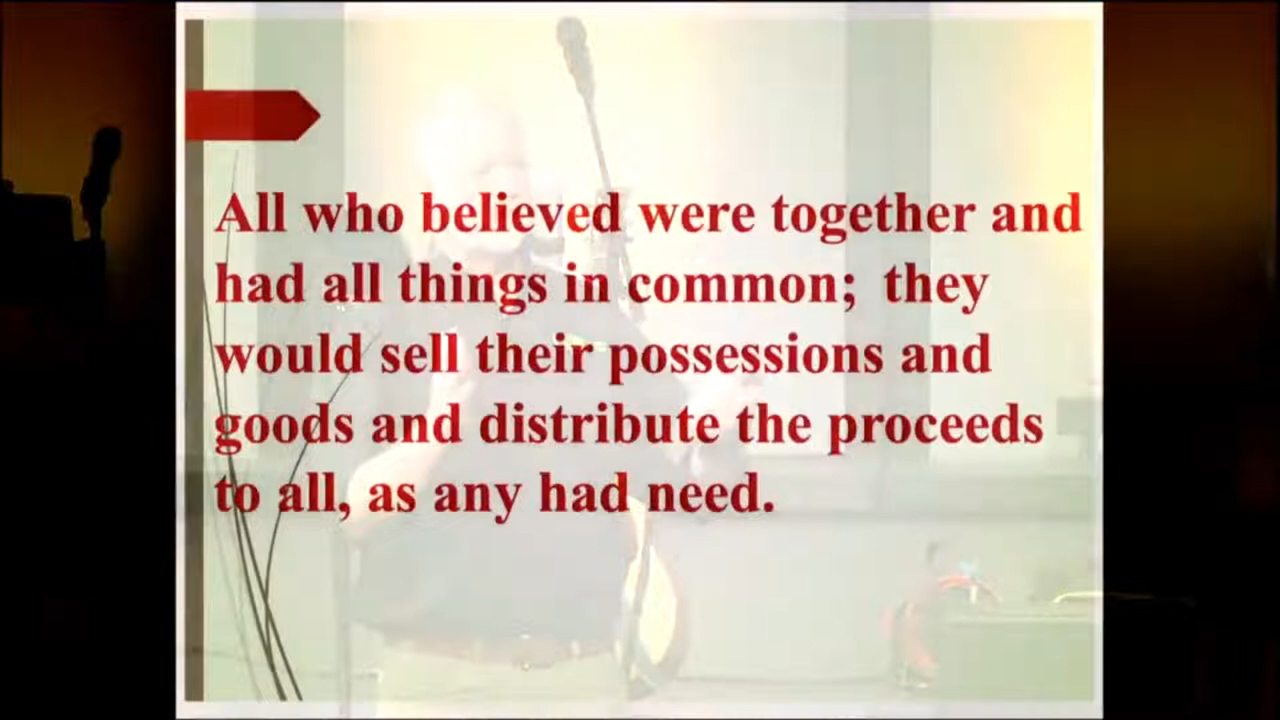 All who believed were together and
had all things in common; they
would sell their possessions and
goods and distribute the proceeds
to all, as any had need.